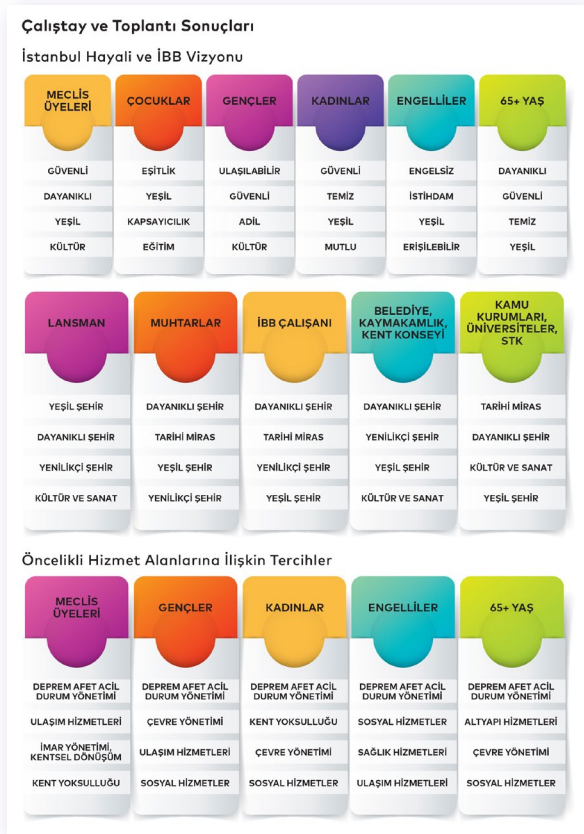 Çalıştay ve Toplantı Sonuçları
İstanbul Hayali ve İBB Vizyonu
MECLİS
ÜYELERİ
GÜVENLİ
DAYANIKLI
YEŞİL
KÜLTÜR
ÇOCUKLAR
EŞİTLİK
YEŞİL
KAPSAYICILIK
EĞİTİM
GENÇLER
ULAŞILABİLİR
GÜVENLİ
ADİL
KÜLTÜR
KADINLAR
GÜVENLİ
TEMİZ
YEŞİL
MUTLU
ENGELLİLER
ENGELSİZ
İSTİHDAM
YEŞİL
ERİŞİLEBİLİR
65+ YAŞ
DAYANIKLI
GÜVENLİ
TEMİZ
YEŞİL
LANSMAN
YEŞİL ŞEHİR
DAYANIKLI ŞEHİR
YENİLİKÇİ ŞEHİR
KÜLTÜR VE SANAT
MUHTARLAR
DAYANIKLI ŞEHİR
TARİHİ MİRAS
YEŞİL ŞEHİR
YENİLİKÇİ ŞEHİR
İBB ÇALIŞANI
DAYANIKLI ŞEHİR
TARİHİ MİRAS
YENİLİKÇİ ŞEHİR
YEŞİL ŞEHİR
BELEDİYE,
KAYMAKAMLIK,
KENT KONSEYİ
DAYANIKLI ŞEHİR
YENİLİKÇİ ŞEHİR
YEŞİL ŞEHİR
KÜLTÜR VE SANAT
KAMU
KURUMLARI,
ÜNİVERSİTELER,
STK
TARİHİ MİRAS
DAYANIKLI ŞEHİR
KÜLTÜR VE SANAT
YEŞİL ŞEHİR
Öncelikli Hizmet Alanlarına İlişkin Tercihler
MECLİS
ÜYELERİ
DEPREM AFET ACİL
DURUM YÖNETİMİ
ULAŞIM HİZMETLERİ
İMAR YÖNETİMİ,
KENTSEL DÖNÜŞÜM
KENT YOKSULLUĞU
GENÇLER
DEPREM AFET ACİL
DURUM YÖNETİMİ
ÇEVRE YÖNETİMİ
ULAŞIM HİZMETLERİ
SOSYAL HİZMETLER
KADINLAR
DEPREM AFET ACİL
DURUM YÖNETİMİ
KENT YOKSULLUĞU
ÇEVRE YÖNETİMİ
SOSYAL HİZMETLER
ENGELLİLER
DEPREM AFET ACİL
DURUM YÖNETİMİ
SOSYAL HİZMETLER
SAĞLIK HİZMETLERİ
ULAŞIM HİZMETLERİ
65+ YAŞ
DEPREM AFET ACİL
DURUM YÖNETİMİ
ALTYAPI HİZMETLERİ
ÇEVRE YÖNETİMİ
SOSYAL HİZMETLER